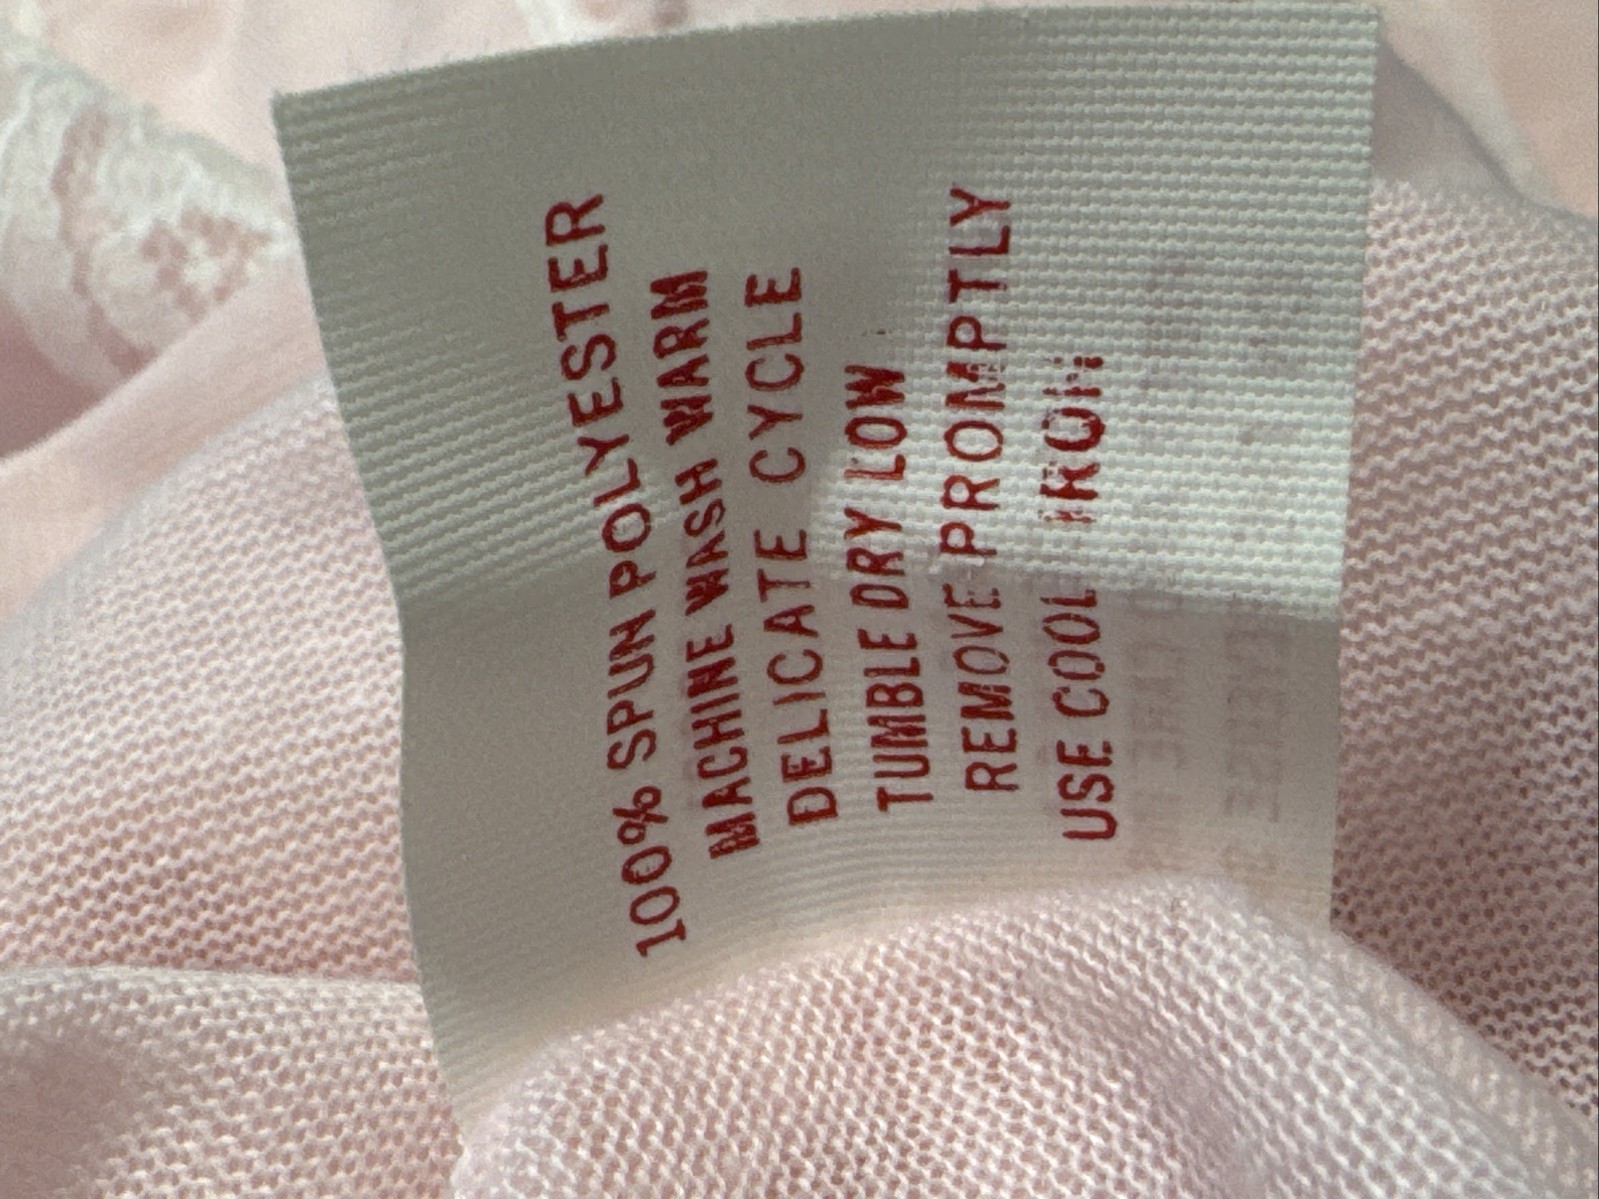 100% SPUN POLYESTER
MACHINE WASH WARM
DELICATE CYCLE
TUMBLE DRY LOW
REMOVE PROMPTLY
USE COOL IRON